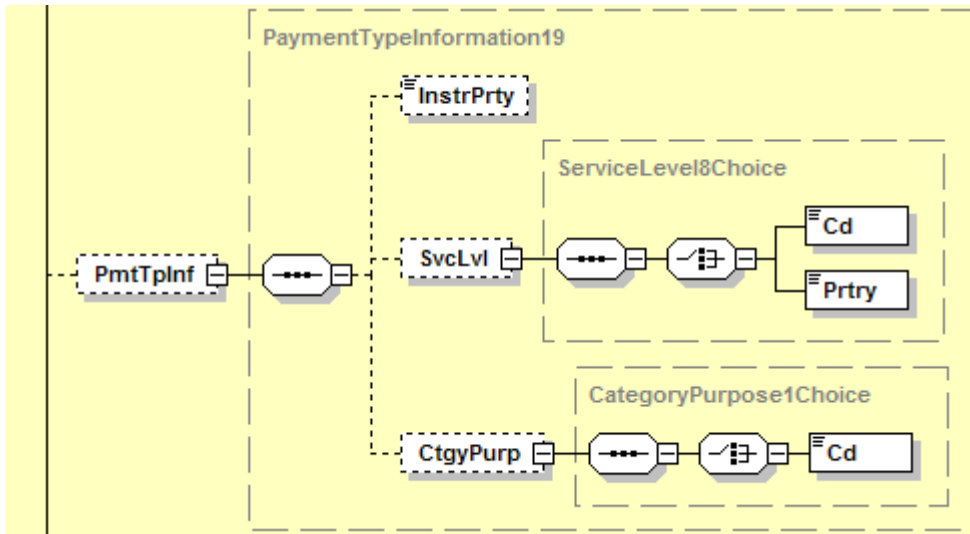 PaymentTypeInformation19
InstrPrty
ServiceLevel8Choice
Cd
SvcLvl
PmtTpInf
Prtry
CategoryPurpose1Choice
CtgyPurp
Cd